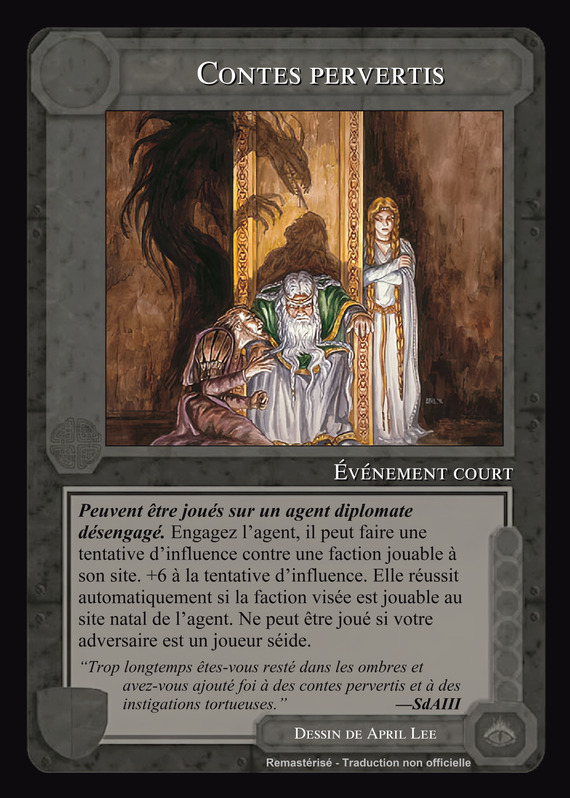 Contes pervertis
Événement court
Peuvent être joués sur un agent diplomate
désengagé. Engagez l’agent, il peut faire une
tentative d’influence contre une faction jouable à
son site. +6 à la tentative d’influence. Elle réussit
automatiquement si la faction visée est jouable au
site natal de l’agent. Ne peut être joué si votre
adversaire est un joueur séide.
“Trop longtemps êtes-vous resté dans les ombres et
avez-vous ajouté foi à des contes pervertis et à des
instigations tortueuses.” —SdAIII
Dessin de April Lee
Remastérisé - Traduction non officielle